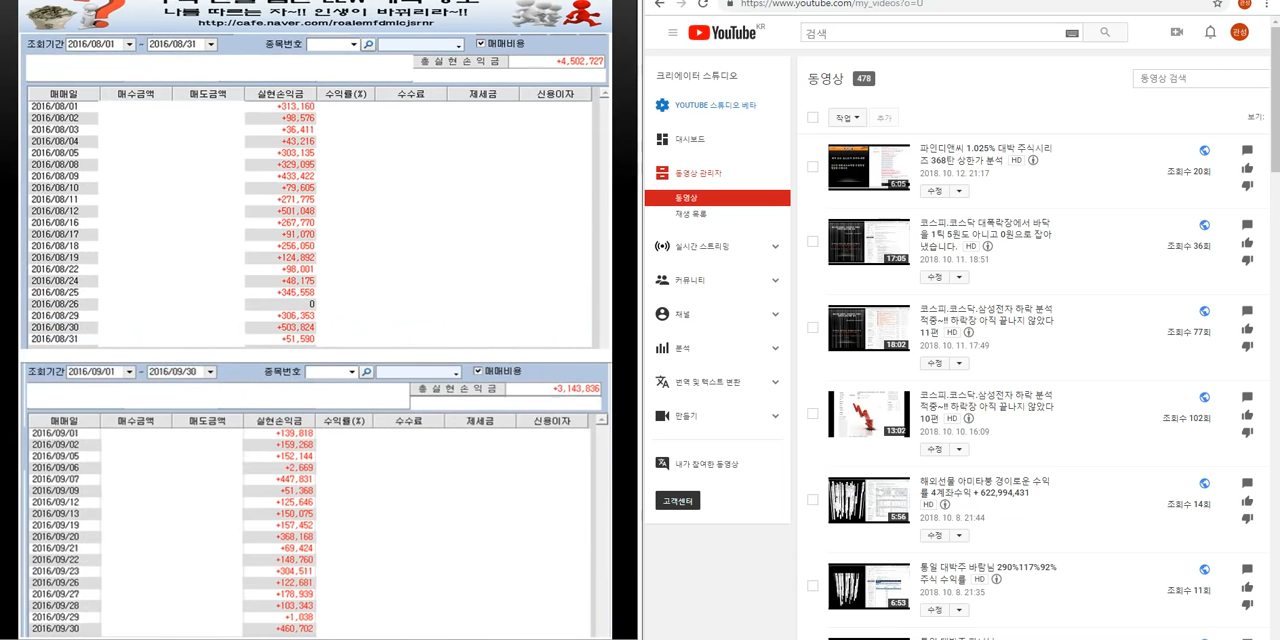 나를 따르는 자~!! 인생이 바뀌리라~!!
http://cafe.naver.com/roalemfdmlcjsrnr
조회기간 2016/08/01 ~ 2016/08/31 종목번호 매매비용
총실현손익금 +4,502,727
매매일 매수금액 매도금액 실현손익금 수익률(%) 수수료 제세금 신용이자
2016/08/01 +313,160
2016/08/02 +98,576
2016/08/03 +36,411
2016/08/04 +43,216
2016/08/05 +303,135
2016/08/08 +329,095
2016/08/09 +433,422
2016/08/10 +79,605
2016/08/11 +271,775
2016/08/12 +501,048
2016/08/16 +267,770
2016/08/17 +91,070
2016/08/18 +256,050
2016/08/19 +124,892
2016/08/22 +98,001
2016/08/24 +48,175
2016/08/25 +345,558
2016/08/26 0
2016/08/29 +306,353
2016/08/30 +503,824
2016/08/31 +51,590
조회기간 2016/09/01 ~ 2016/09/30 종목번호 매매비용
총실현손익금 +3,143,836
매매일 매수금액 매도금액 실현손익금 수익률(%) 수수료 제세금 신용이자
2016/09/01 +139,818
2016/09/02 +159,268
2016/09/05 +152,144
2016/09/06 +2,669
2016/09/07 +447,831
2016/09/09 +51,368
2016/09/12 +125,646
2016/09/13 +150,075
2016/09/19 +157,452
2016/09/20 +368,168
2016/09/21 +69,424
2016/09/22 +148,760
2016/09/23 +304,511
2016/09/26 +122,681
2016/09/27 +178,939
2016/09/28 +103,343
2016/09/29 +1,038
2016/09/30 +460,702
https://www.youtube.com/my_videos?o=U
관성
YouTube KR
검색
관성
크리에이터 스튜디오
YOUTUBE 스튜디오 베타
대시보드
동영상 관리자
동영상
재생 목록
실시간 스트리밍
커뮤니티
채널
분석
번역 및 텍스트 변환
만들기
내가 참여한 동영상
고객센터
동영상 478
동영상 검색
작업 추가
보기:
파인디앤씨 1.025% 대박 주식시리
즈 368탄 상한가 분석 HD
6:05
2018. 10. 12. 21:17
조회수 20회
수정
코스피.코스닥 대폭락장에서 바닥
을 1틱 5원도 아니고 0원으로 잡아
냈습니다. HD
17:05
2018. 10. 11. 18:51
조회수 36회
수정
코스피.코스닥.삼성전자 하락 분석
적중~!! 하락장 아직 끝나지 않았다
11편 HD
18:02
2018. 10. 11. 17:49
조회수 77회
수정
코스피.코스닥.삼성전자 하락 분석
적중~!! 하락장 아직 끝나지 않았다
10편 HD
13:02
2018. 10. 10. 16:09
조회수 102회
수정
해외선물 아미타불 경이로운 수익
률 4계좌수익 + 622,994,431
HD
5:56
2018. 10. 8. 21:44
조회수 14회
수정
통일 대박주 바람님 290%117%92%
주식 수익률 HD
6:53
2018. 10. 8. 21:35
조회수 11회
수정